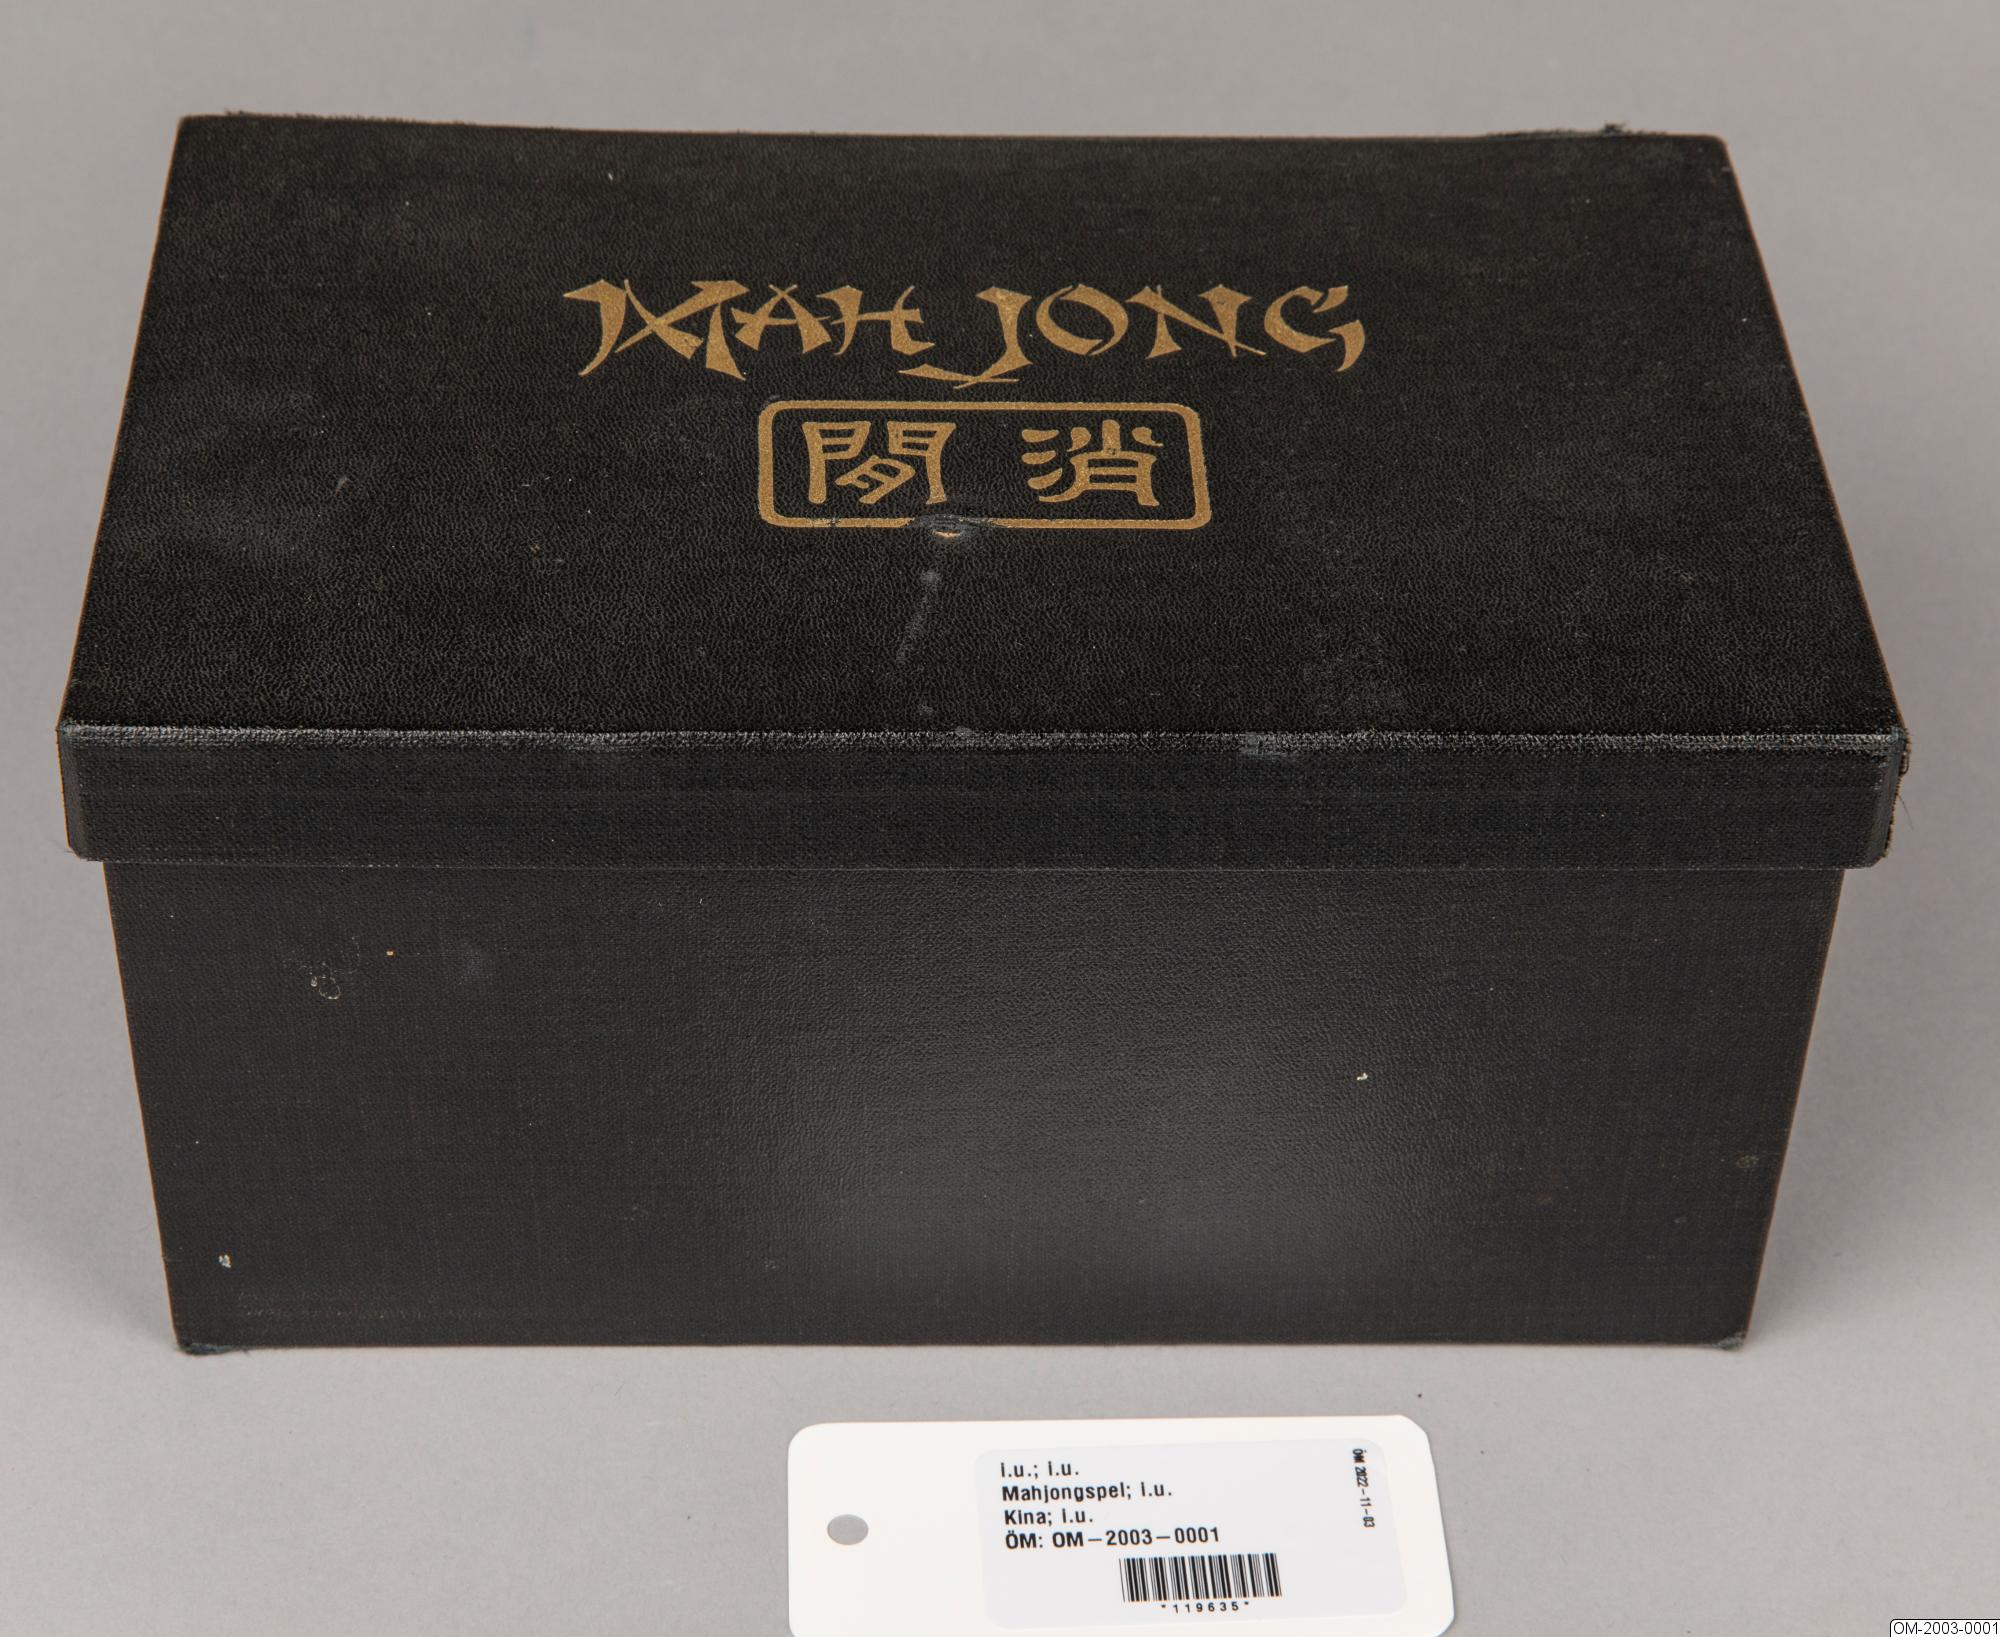 MAH JONG
消閒
i.u.; i.u.
Mahjongspel; i.u.
Kina; i.u.
ÖM: OM-2003-0001
*119635*
ÖM 2022-11-03
OM-2003-0001